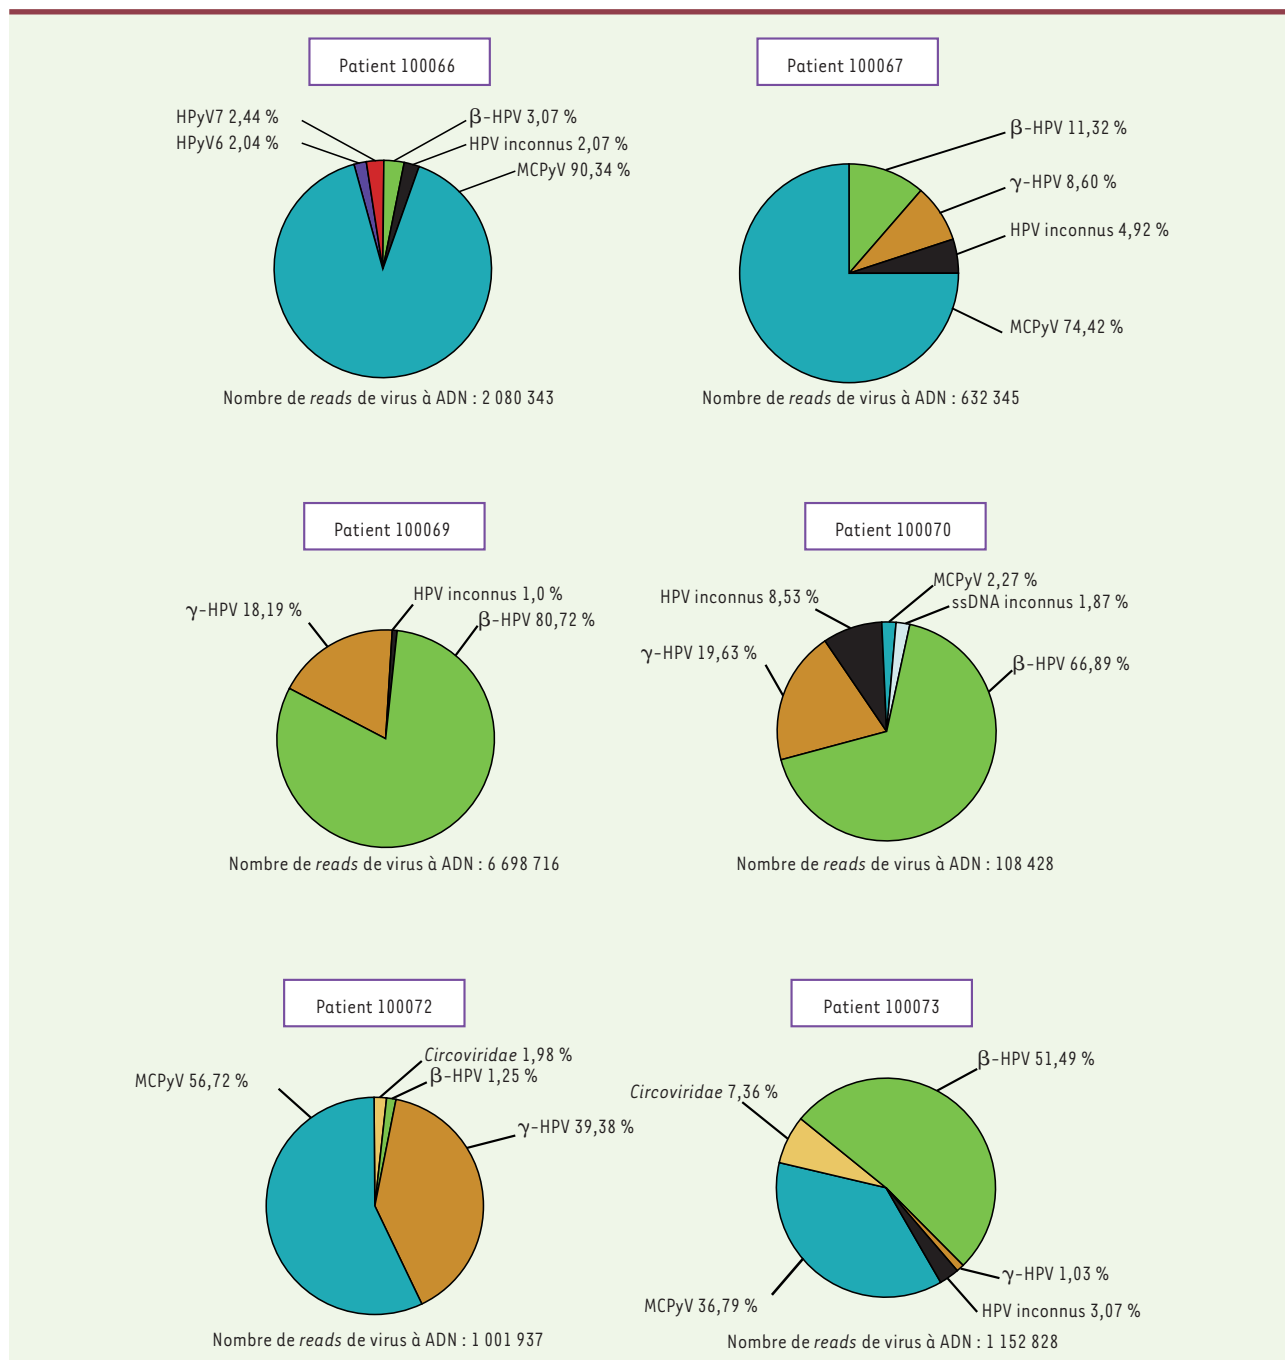 Patient 100066
HPyV7 2,44 %
HPyV6 2,04 %
β-HPV 3,07 %
HPV inconnus 2,07 %
MCPyV 90,34 %
Nombre de reads de virus à ADN : 2 080 343
Patient 100067
β-HPV 11,32 %
γ-HPV 8,60 %
HPV inconnus 4,92 %
MCPyV 74,42 %
Nombre de reads de virus à ADN : 632 345
Patient 100069
γ-HPV 18,19 %
HPV inconnus 1,0 %
β-HPV 80,72 %
Nombre de reads de virus à ADN : 6 698 716
Patient 100070
MCPyV 2,27 %
HPV inconnus 8,53 %
ssDNA inconnus 1,87 %
γ-HPV 19,63 %
β-HPV 66,89 %
Nombre de reads de virus à ADN : 108 428
Patient 100072
Circoviridae 1,98 %
MCPyV 56,72 %
β-HPV 1,25 %
γ-HPV 39,38 %
Nombre de reads de virus à ADN : 1 001 937
Patient 100073
β-HPV 51,49 %
Circoviridae 7,36 %
γ-HPV 1,03 %
MCPyV 36,79 %
HPV inconnus 3,07 %
Nombre de reads de virus à ADN : 1 152 828